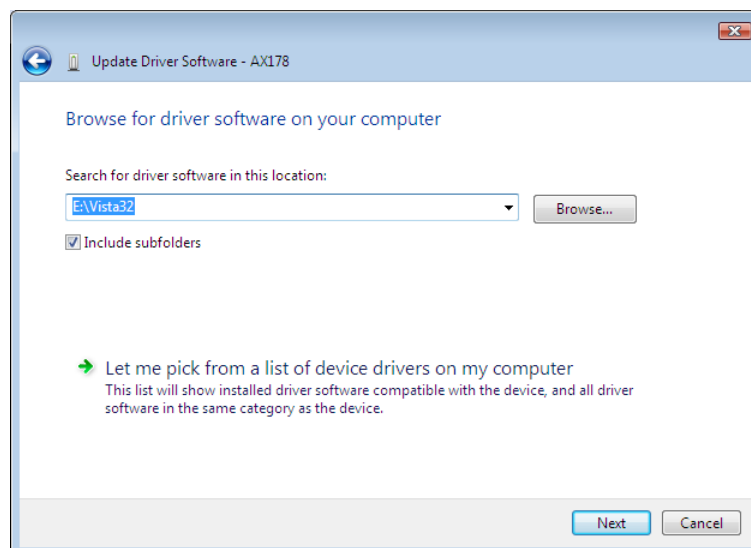 Update Driver Software - AX178
Browse for driver software on your computer
Search for driver software in this location:
E:\Vista32
Browse...
Include subfolders
Let me pick from a list of device drivers on my computer
This list will show installed driver software compatible with the device, and all driver
software in the same category as the device.
Next
Cancel